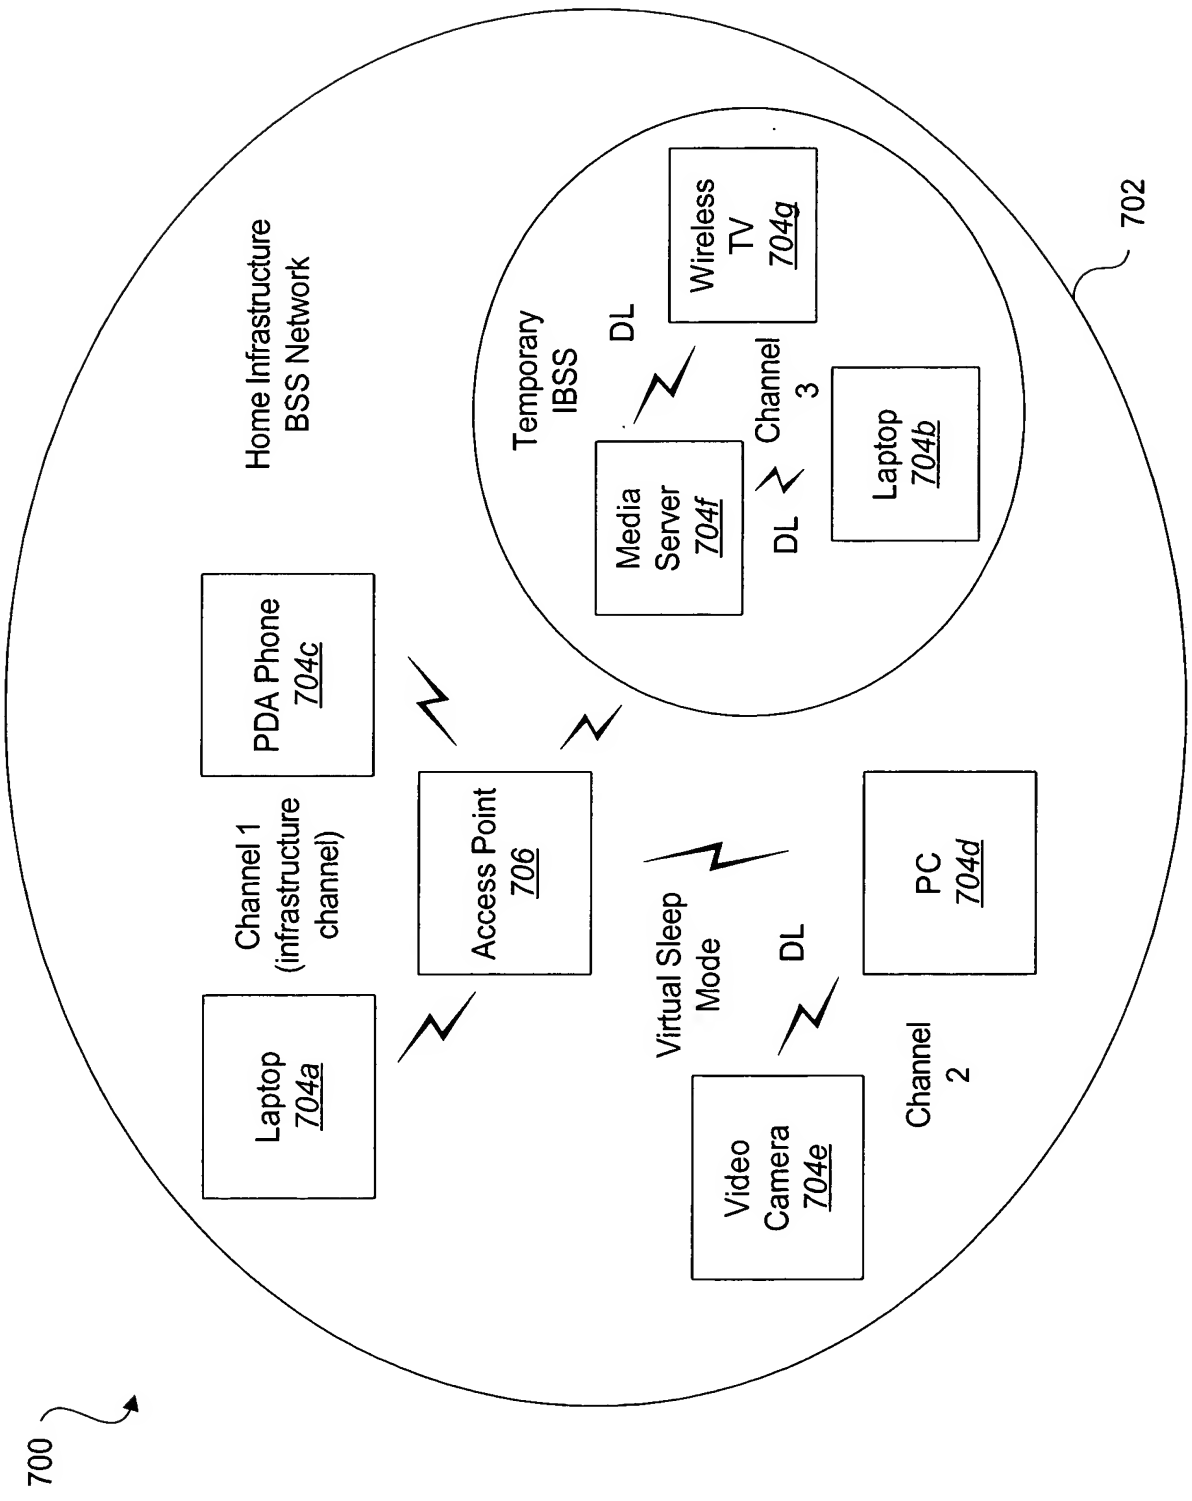 700
Home Infrastructure
BSS Network
Laptop
704a
Channel 1
(infrastructure
channel)
PDA Phone
704c
Access Point
706
Temporary
IBSS
DL
Wireless
TV
704g
Media
Server
704f
Channel
3
DL
Laptop
704b
Virtual Sleep
Mode
DL
Video
Camera
704e
PC
704d
Channel
2
702